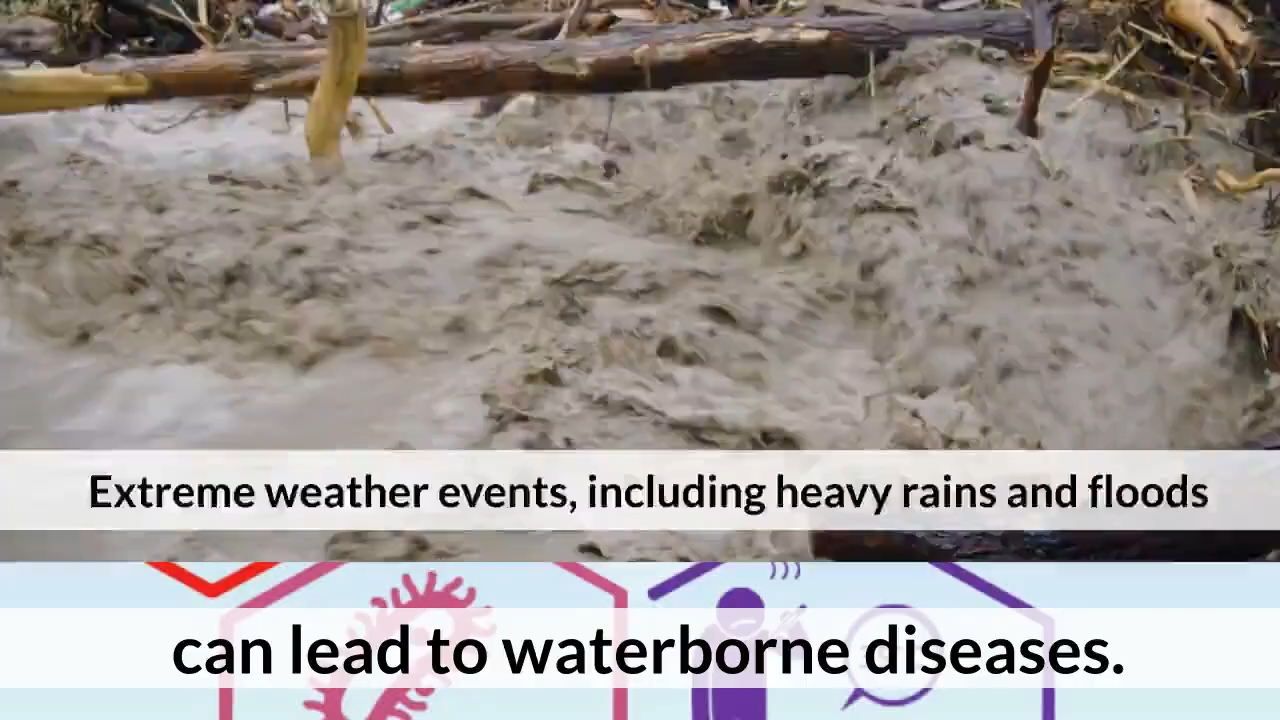 Extreme weather events, including heavy rains and floods
can lead to waterborne diseases.